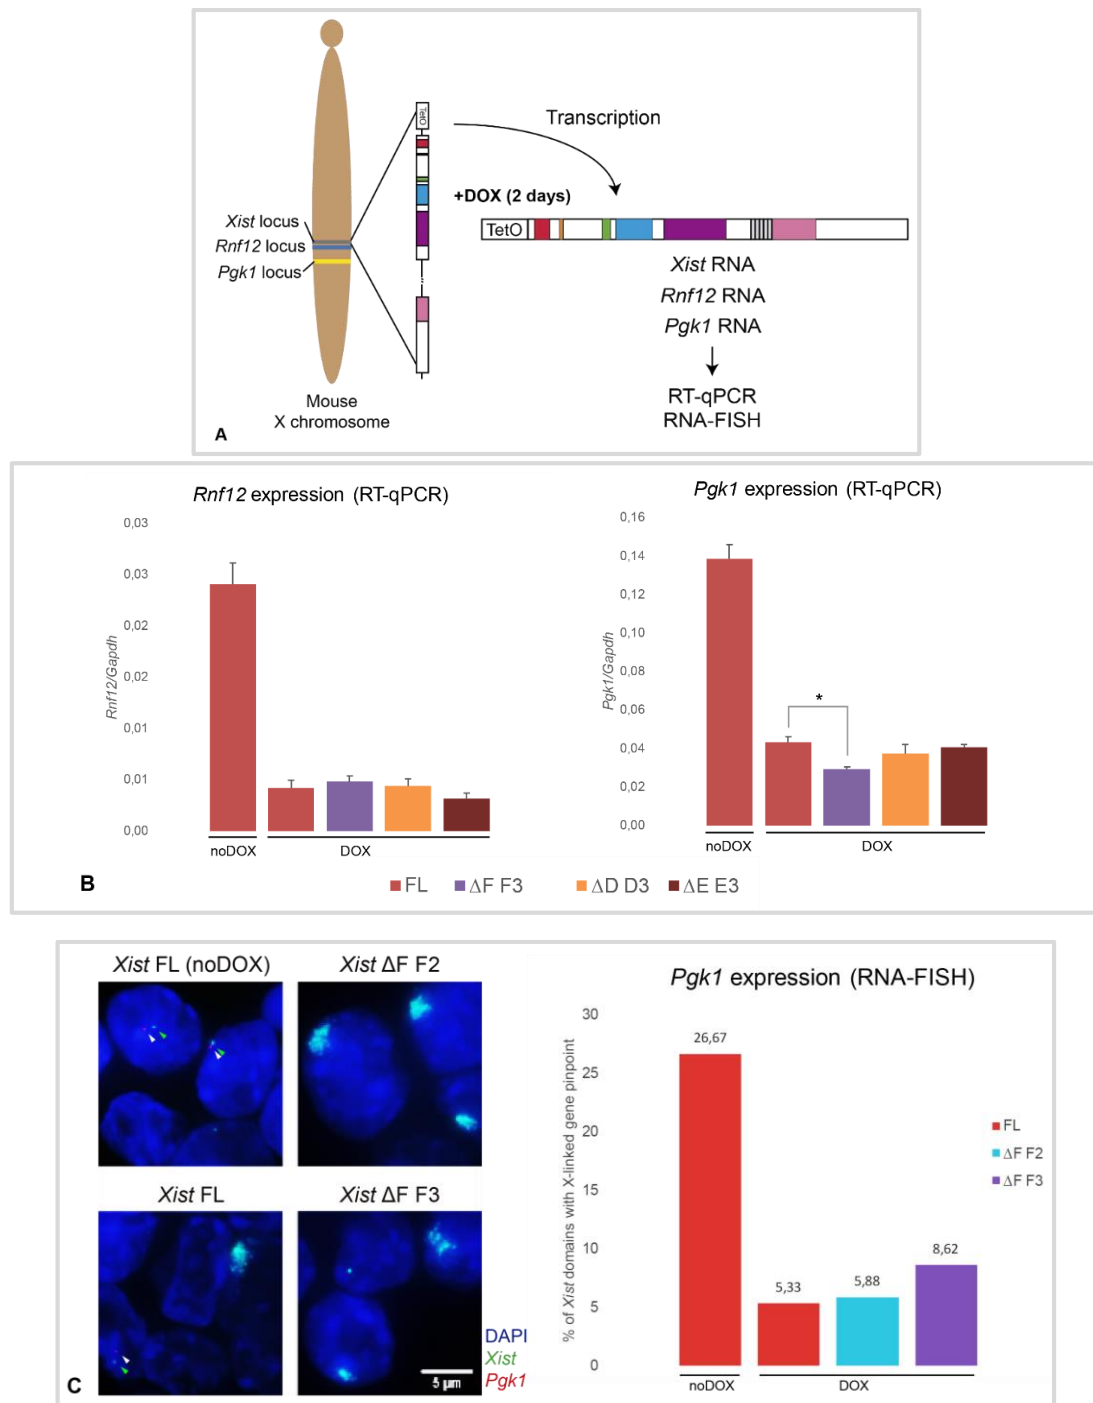 TetO
Transcription
+DOX (2 days)
TetO
Xist locus
Rnf12 locus
Pgk1 locus
Xist RNA
Rnf12 RNA
Pgk1 RNA
RT-qPCR
RNA-FISH
Mouse
X chromosome
A
Rnf12 expression (RT-qPCR)
0,03
0,03
0,02
0,02
0,01
0,01
0,00
Rnf12/Gapdh
noDOX
DOX
Pgk1 expression (RT-qPCR)
0,16
0,14
0,12
0,10
0,08
0,06
0,04
0,02
0,00
Pgk1/Gapdh
*
noDOX
DOX
B
FL
ΔF F3
ΔD D3
ΔE E3
Xist FL (noDOX)
Xist ΔF F2
Xist FL
Xist ΔF F3
DAPI
Xist
Pgk1
5 µm
C
Pgk1 expression (RNA-FISH)
% of Xist domains with X-linked gene pinpoint
30
25
20
15
10
5
0
26,67
5,33
5,88
8,62
noDOX
DOX
FL
ΔF F2
ΔF F3